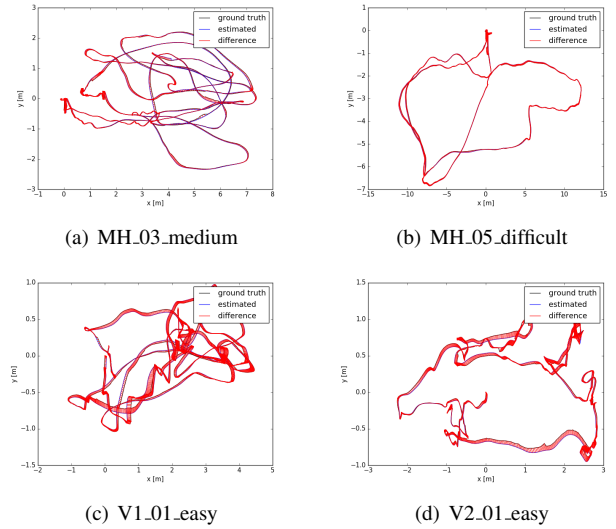 ground truth
estimated
difference
y [m]
3
2
1
0
−1
−2
−3
−1 0 1 2 3 4 5 6 7 8
x [m]
(a) MH_03_medium
ground truth
estimated
difference
y [m]
1
0
−1
−2
−3
−4
−5
−6
−7
−15 −10 −5 0 5 10 15
x [m]
(b) MH_05_difficult
ground truth
estimated
difference
y [m]
1.0
0.5
0.0
−0.5
−1.0
−1.5
−2 −1 0 1 2 3 4 5
x [m]
(c) V1_01_easy
ground truth
estimated
difference
y [m]
1.5
1.0
0.5
0.0
−0.5
−1.0
−3 −2 −1 0 1 2 3
x [m]
(d) V2_01_easy